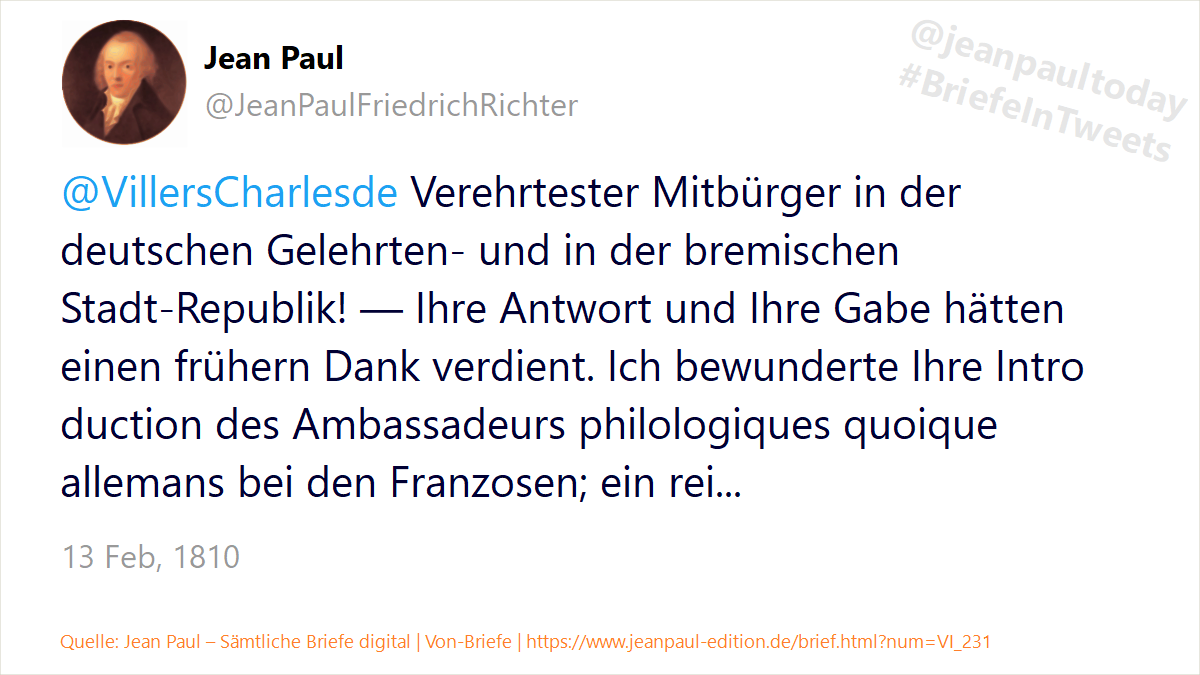 Jean Paul
@JeanPaulFriedrichRichter
@jeanpaultoday
#BriefeInTweets
@VillersCharlesde Verehrtester Mitbürger in der
deutschen Gelehrten- und in der bremischen
Stadt-Republik! — Ihre Antwort und Ihre Gabe hätten
einen frühern Dank verdient. Ich bewunderte Ihre Intro
duction des Ambassadeurs philologiques quoique
allemans bei den Franzosen; ein rei...
13 Feb, 1810
Quelle: Jean Paul – Sämtliche Briefe digital | Von-Briefe | https://www.jeanpaul-edition.de/brief.html?num=VI_231